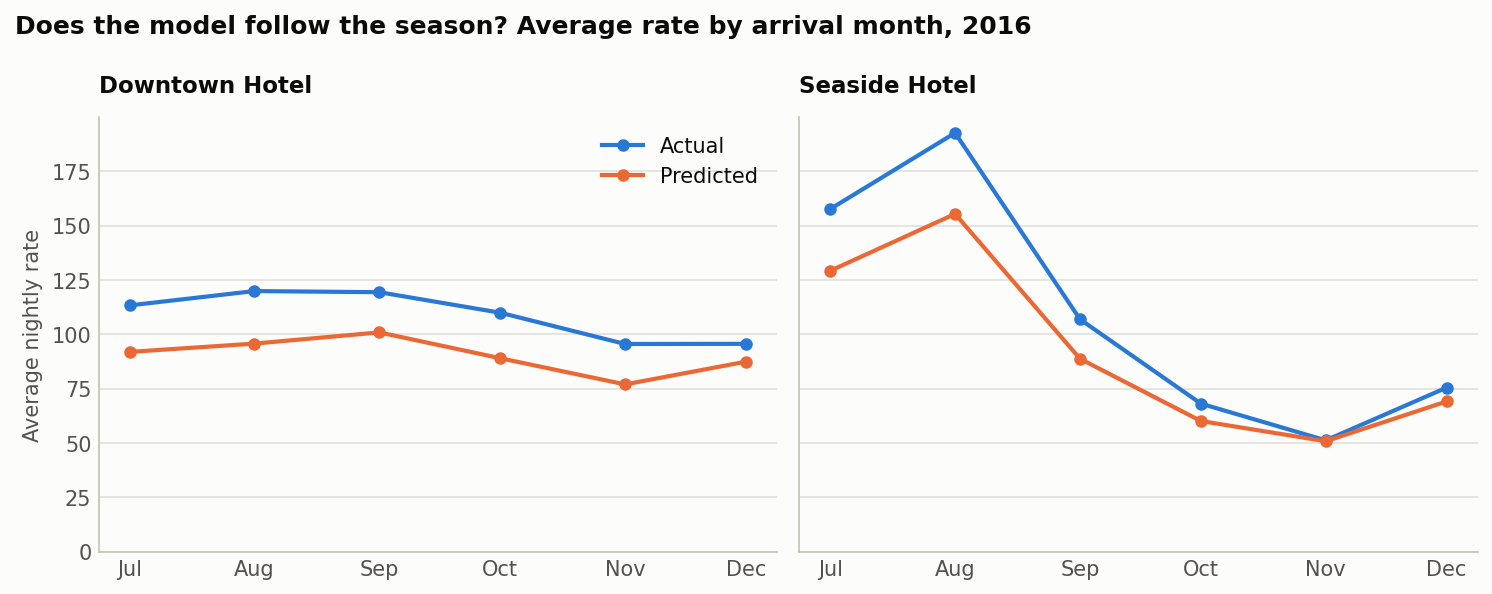 Does the model follow the season? Average rate by arrival month, 2016
Downtown Hotel
Actual
Predicted
Average nightly rate
175
150
125
100
75
50
25
0
Jul Aug Sep Oct Nov Dec
Seaside Hotel
Jul Aug Sep Oct Nov Dec